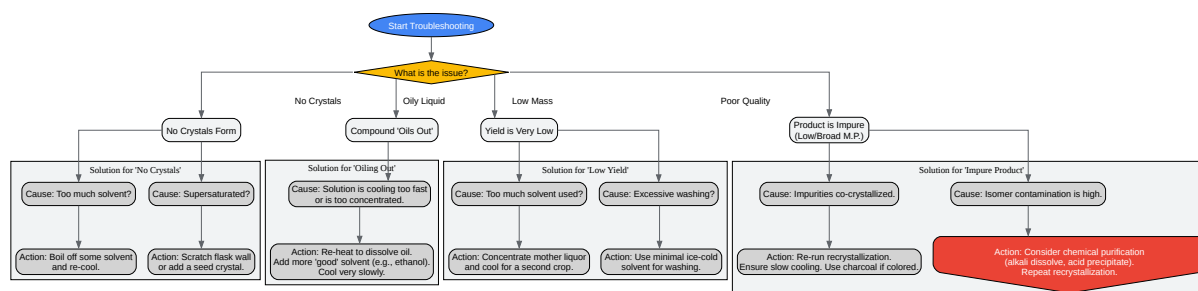 Start Troubleshooting
What is the issue?
No Crystals
Oily Liquid
Low Mass
Poor Quality
No Crystals Form
Compound 'Oils Out'
Yield is Very Low
Product is Impure
(Low/Broad M.P.)
Solution for 'No Crystals'
Cause: Too much solvent?
Cause: Supersaturated?
Action: Boil off some solvent
and re-cool.
Action: Scratch flask wall
or add a seed crystal.
Solution for 'Oiling Out'
Cause: Solution is cooling too fast
or is too concentrated.
Action: Re-heat to dissolve oil.
Add more 'good' solvent (e.g., ethanol).
Cool very slowly.
Solution for 'Low Yield'
Cause: Too much solvent used?
Cause: Excessive washing?
Action: Concentrate mother liquor
and cool for a second crop.
Action: Use minimal ice-cold
solvent for washing.
Solution for 'Impure Product'
Cause: Impurities co-crystallized.
Cause: Isomer contamination is high.
Action: Re-run recrystallization.
Ensure slow cooling. Use charcoal if colored.
Action: Consider chemical purification
(alkali dissolve, acid precipitate).
Repeat recrystallization.